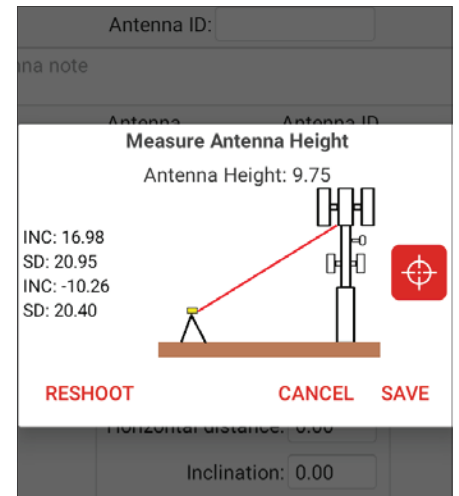 Antenna ID:
nna note
Antenna Antenna ID
Measure Antenna Height
Antenna Height: 9.75
INC: 16.98
SD: 20.95
INC: -10.26
SD: 20.40
RESHOOT CANCEL SAVE
Horizontal distance: 0.00
Inclination: 0.00